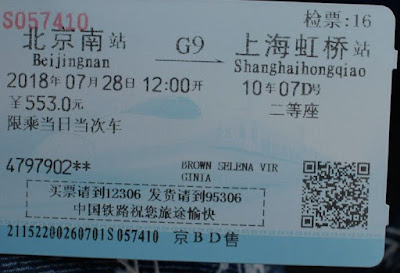 S057410 检票:16
北京南站 G9 上海虹桥站
Beijingnan Shanghaihongqiao
2018年07月28日12:00开 10车07D号
¥553.0元 二等座
限乘当日当次车
4797902** BROWN SELENA VIR
GINIA
买票请到12306 发货请到95306
中国铁路祝您旅途愉快
21152200260701S057410 京BD售